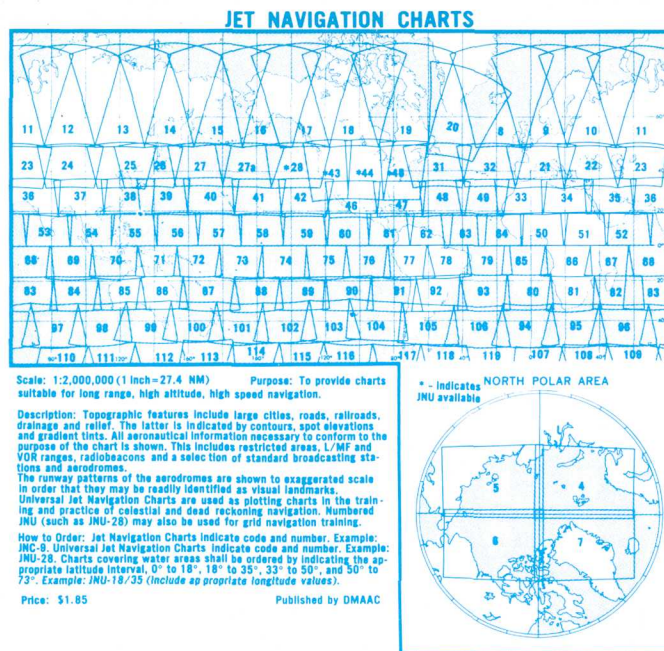 JET NAVIGATION CHARTS
11 12 13 14 15 16 17 18 19 20 8 9 10 11
23 24 25 26 27 27a •28 •43 •44 •48 31 32 21 22 23
36 37 38 39 40 41 42 46 47 48 49 33 34 35 36
53 54 55 56 57 58 59 60 61 62 63 64 50 51 52
68 69 70 71 72 73 74 75 76 77 78 79 65 66 67 68
83 84 85 86 87 88 89 90 91 92 93 80 81 82 83
97 98 99 100 101 102 103 104 105 106 94 95 96
110 111 112 113 114 115 116 117 118 119 107 108 109
Scale: 1:2,000,000 (1 Inch=27.4 NM) Purpose: To provide charts
suitable for long range, high altitude, high speed navigation.
Description: Topographic features include large cities, roads, railroads,
drainage and relief. The latter is indicated by contours, spot elevations
and gradient tints. All aeronautical information necessary to conform to the
purpose of the chart is shown. This includes restricted areas, L/MF and
VOR ranges, radiobeacons and a selection of standard broadcasting sta-
tions and aerodromes.
The runway patterns of the aerodromes are shown to exaggerated scale
in order that they may be readily identified as visual landmarks.
Universal Jet Navigation Charts are used as plotting charts in the train-
ing and practice of celestial and dead reckoning navigation. Numbered
JNU (such as JNU-28) may also be used for grid navigation training.
How to Order: Jet Navigation Charts indicate code and number. Example:
JNC-9. Universal Jet Navigation Charts indicate code and number. Example:
JNU-28. Charts covering water areas shall be ordered by indicating the ap-
propriate latitude interval, 0° to 18°, 18° to 35°, 33° to 50°, and 50° to
73°. Example: JNU-18/35 (Include ap propriate longitude values).
Price: $1.85 Published by DMAAC
* - Indicates
JNU available
NORTH POLAR AREA
5 4
6 7